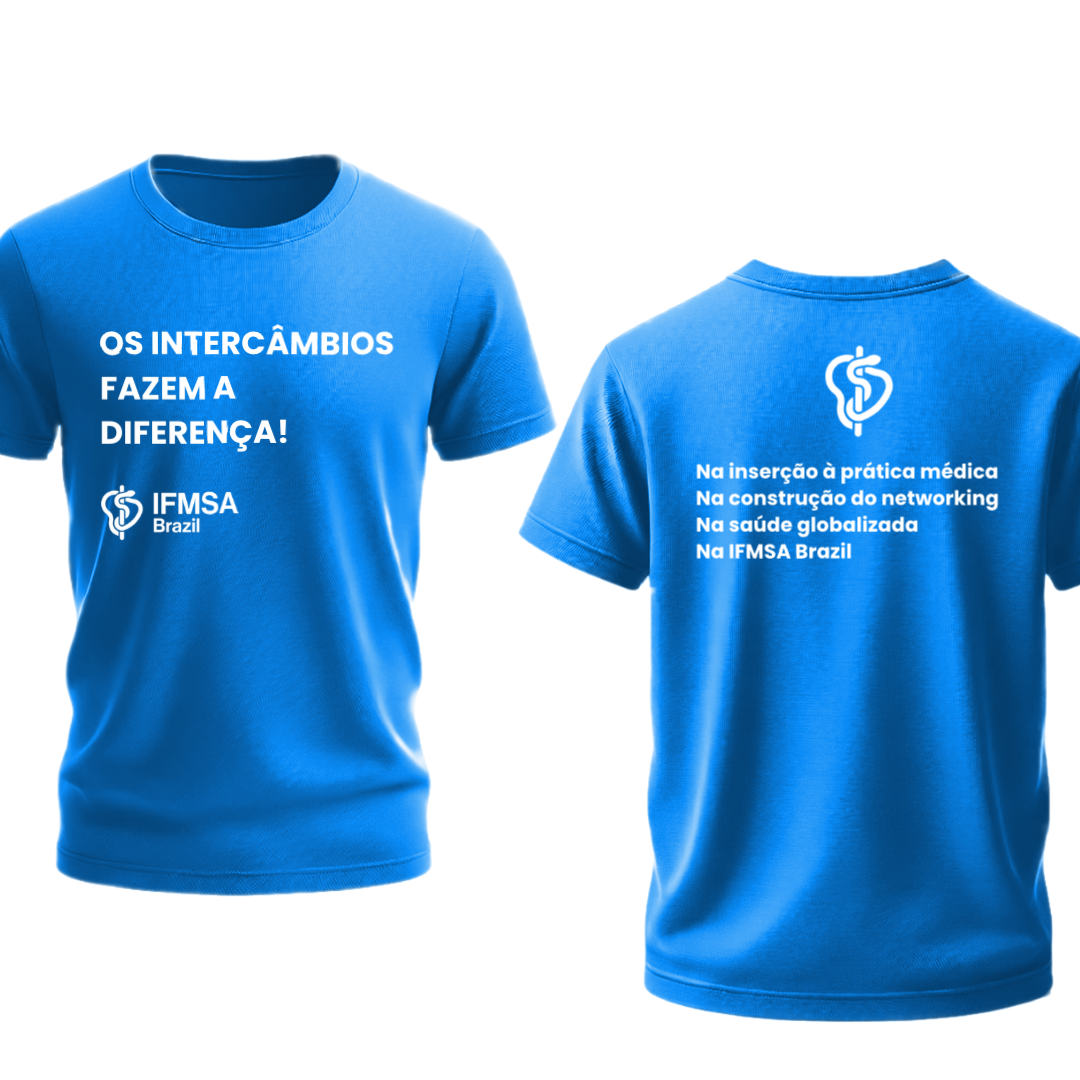 OS INTERCÂMBIOS
FAZEM A
DIFERENÇA!
IFMSA
Brazil
Na inserção à prática médica
Na construção do networking
Na saúde globalizada
Na IFMSA Brazil